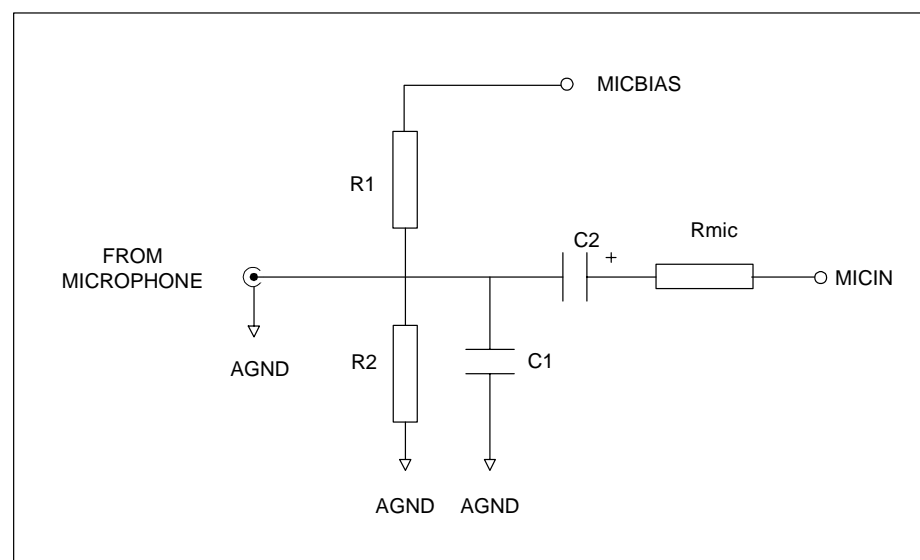 MICBIAS
R1
C2
+
Rmic
FROM
MICROPHONE
MICIN
AGND
R2
C1
AGND
AGND